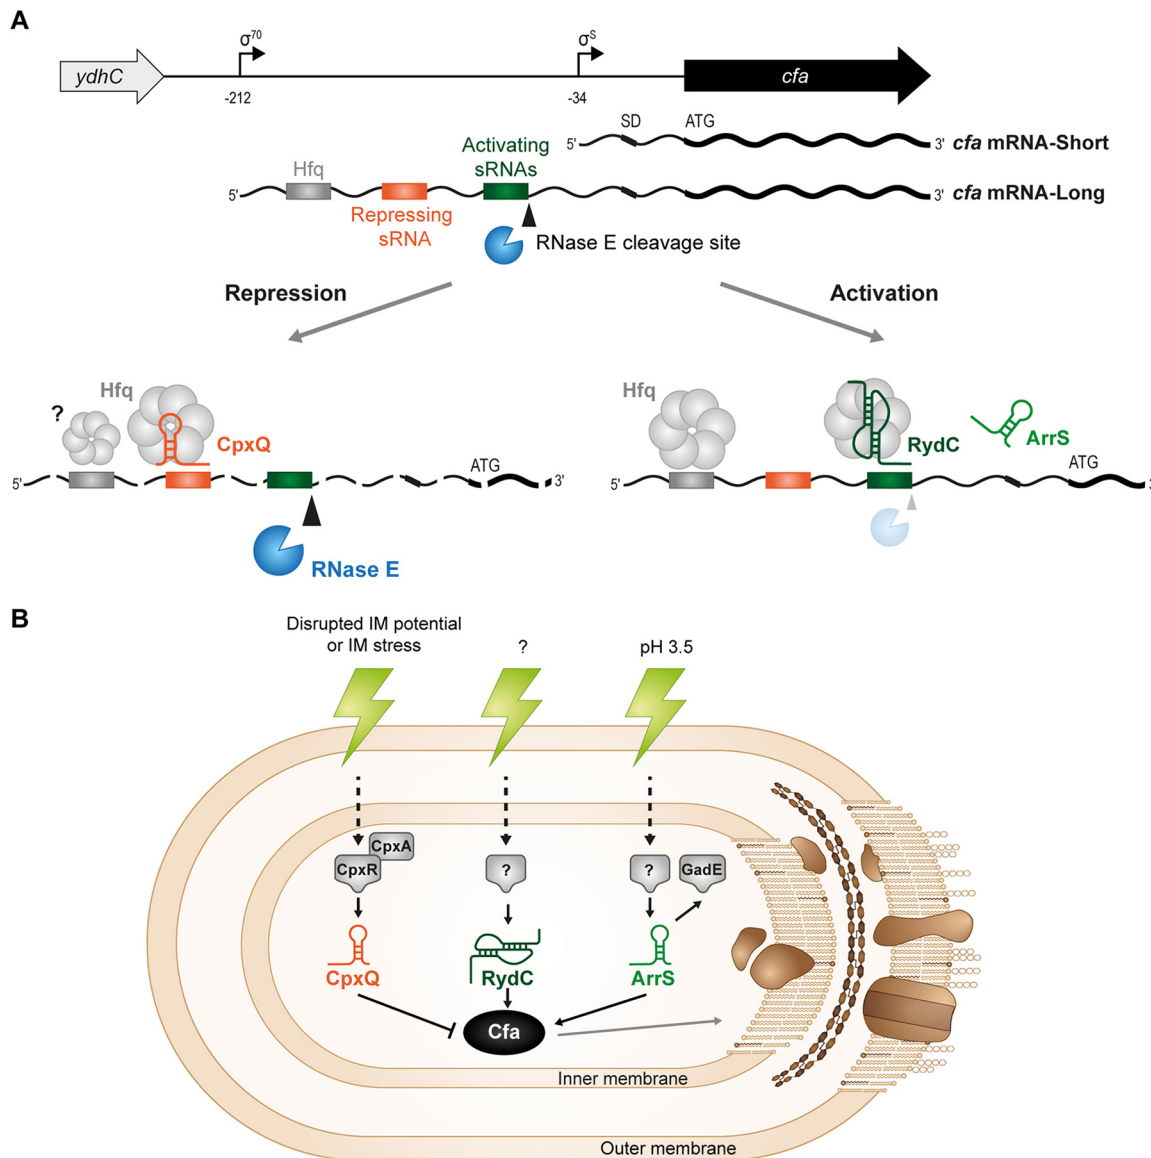 A
σ70
σS
ydhC
cfa
-212
-34
SD
ATG
5'
3'
cfa mRNA-Short
Activating
sRNAs
Hfq
5'
3'
cfa mRNA-Long
Repressing
sRNA
RNase E cleavage site
Repression
Activation
Hfq
?
CpxQ
ATG
5'
3'
RNase E
Hfq
RydC
ArrS
ATG
5'
3'
B
Disrupted IM potential
or IM stress
?
pH 3.5
CpxA
CpxR
?
?
GadE
CpxQ
RydC
ArrS
Cfa
Inner membrane
Outer membrane